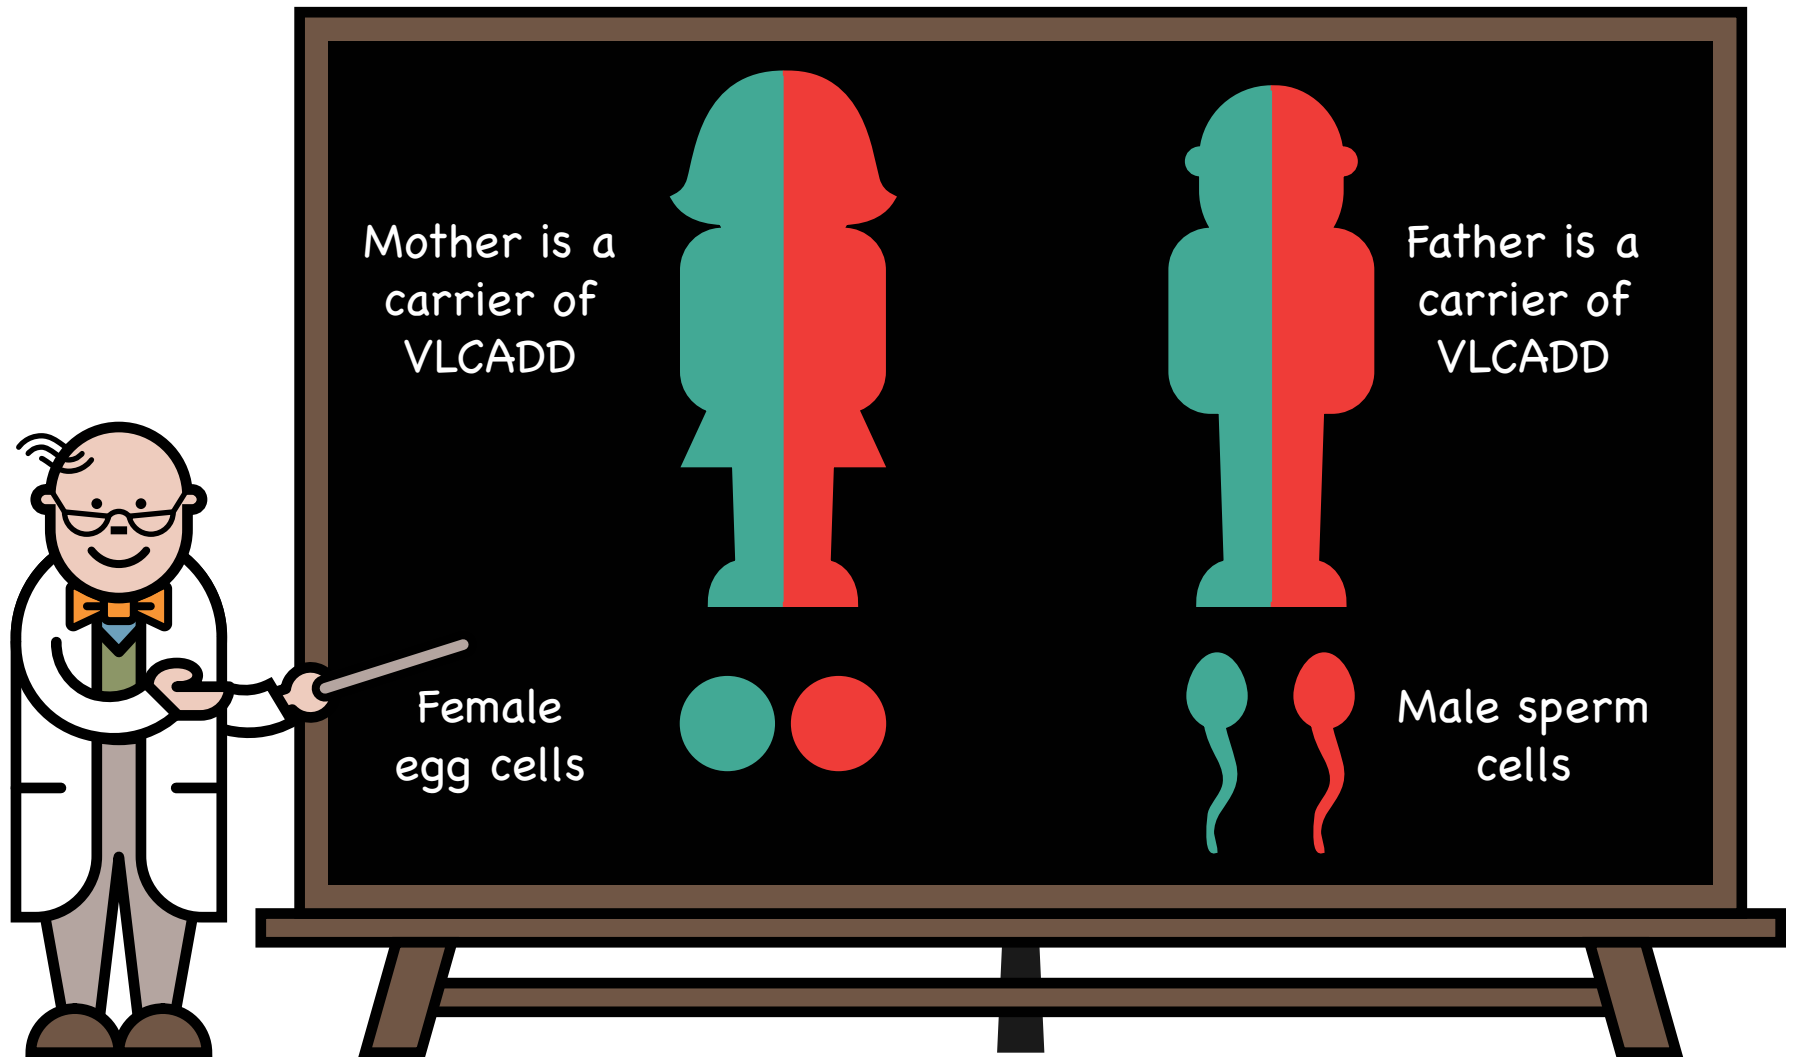 Mother is a
carrier of
VLCADD
Father is a
carrier of
VLCADD
Female
egg cells
Male sperm
cells